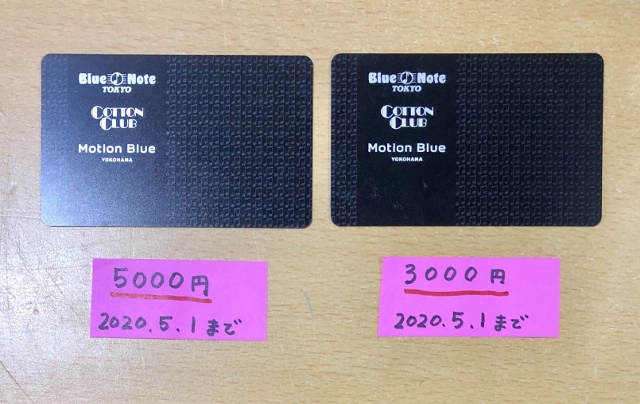 Blue Note
TOKYO
COTTON
CLUB
Motion Blue
YOKOHAMA
Blue Note
TOKYO
COTTON
CLUB
Motion Blue
YOKOHAMA
5000円
2020.5.1まで
3000円
2020.5.1まで